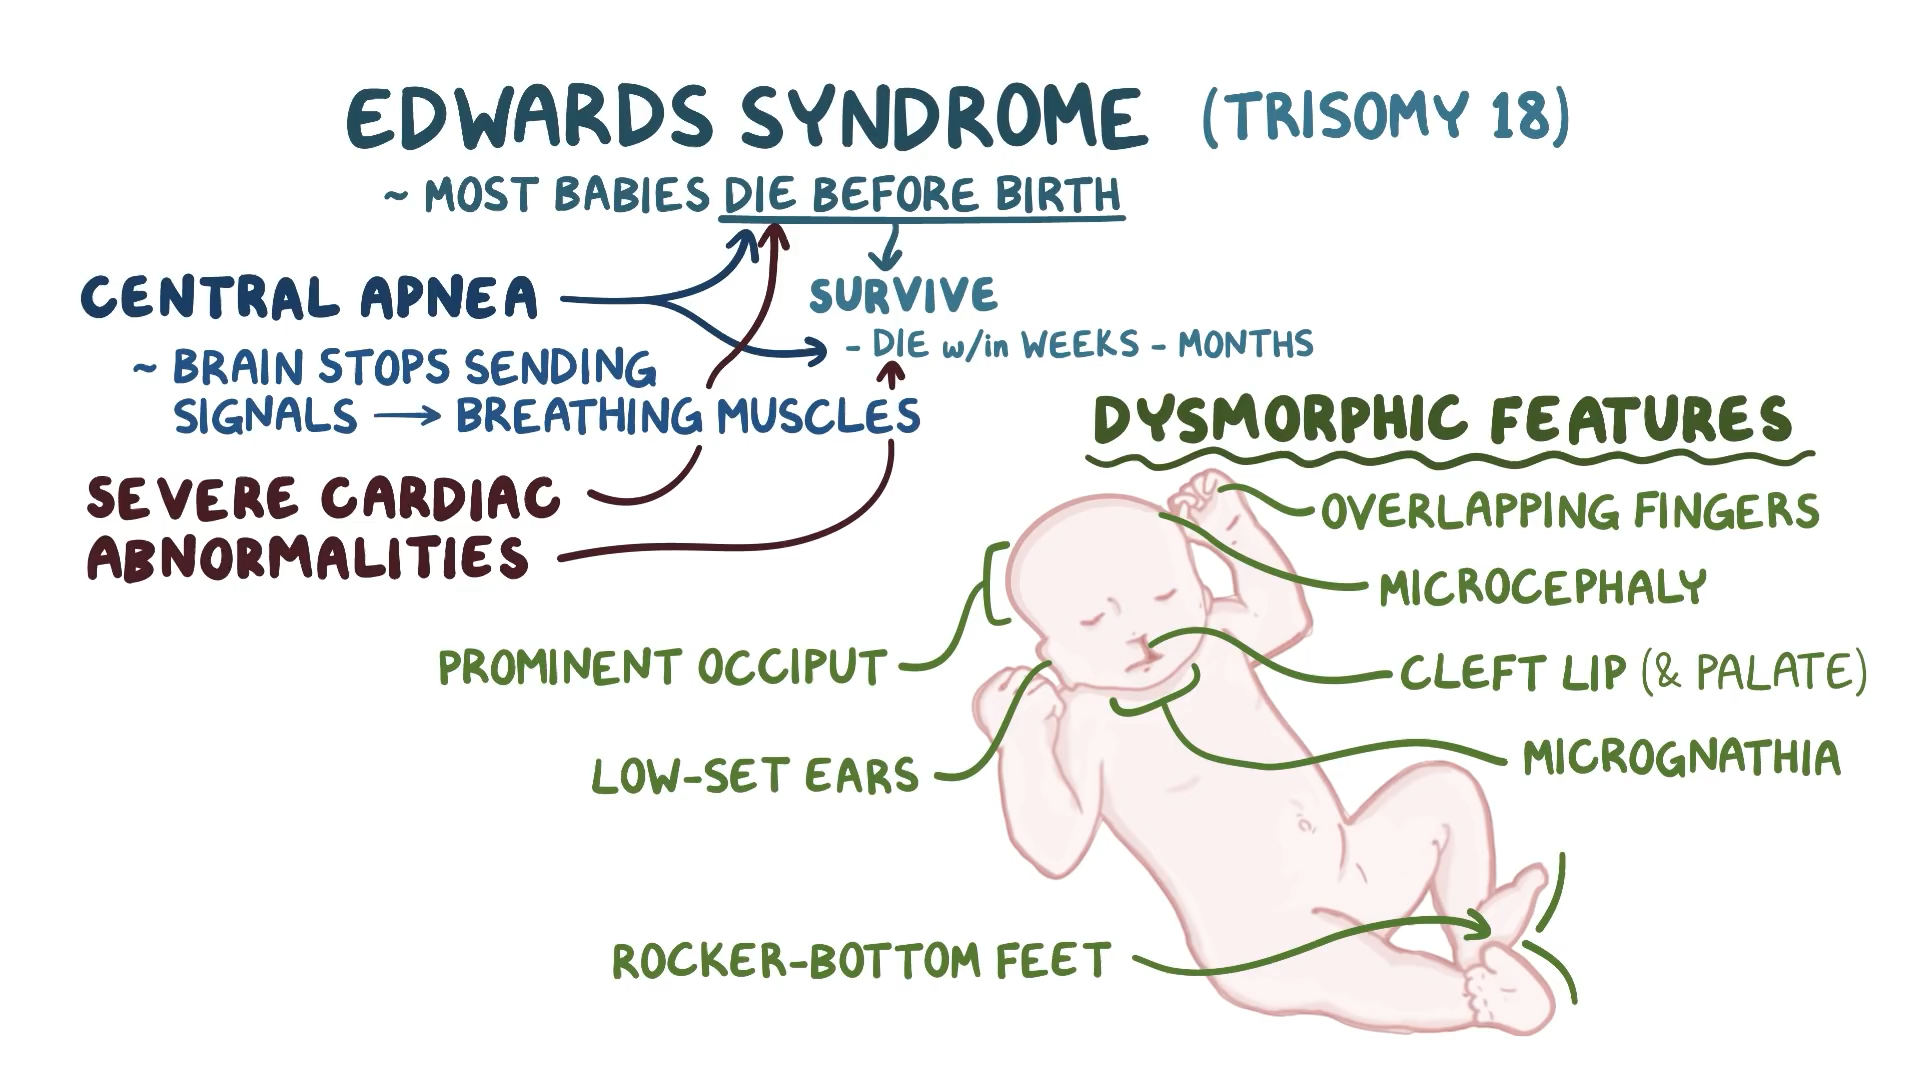 EDWARDS SYNDROME (TRISOMY 18)
~ MOST BABIES DIE BEFORE BIRTH
CENTRAL APNEA
SURVIVE
- DIE w/in WEEKS - MONTHS
~ BRAIN STOPS SENDING
SIGNALS → BREATHING MUSCLES
SEVERE CARDIAC
ABNORMALITIES
DYSMORPHIC FEATURES
OVERLAPPING FINGERS
MICROCEPHALY
PROMINENT OCCIPUT
CLEFT LIP (& PALATE)
LOW-SET EARS
MICROGNATHIA
ROCKER-BOTTOM FEET